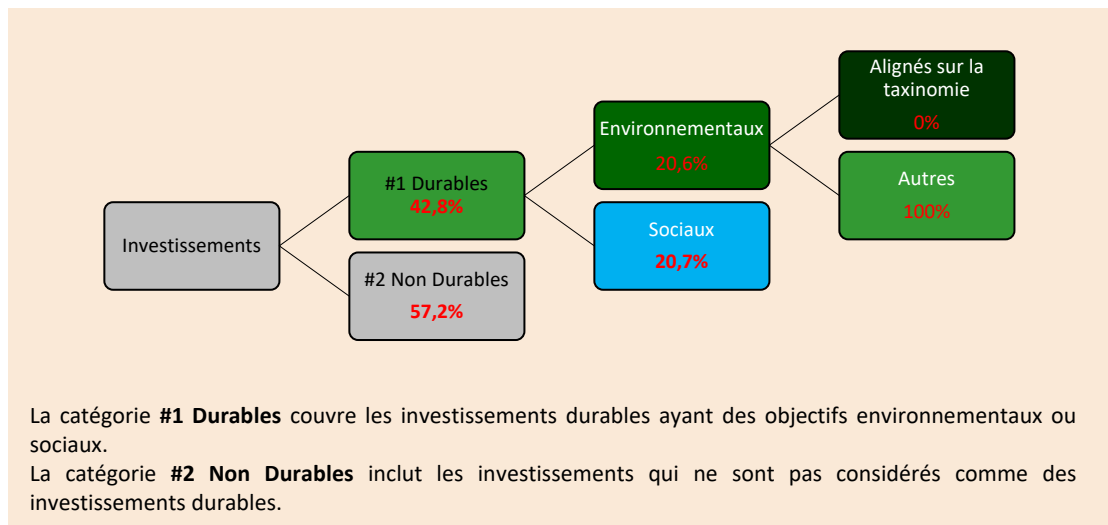 Investissements
#1 Durables
42,8%
#2 Non Durables
57,2%
Environnementaux
20,6%
Sociaux
20,7%
Alignés sur la
taxinomie
0%
Autres
100%
La catégorie #1 Durables couvre les investissements durables ayant des objectifs environnementaux ou
sociaux.
La catégorie #2 Non Durables inclut les investissements qui ne sont pas considérés comme des
investissements durables.